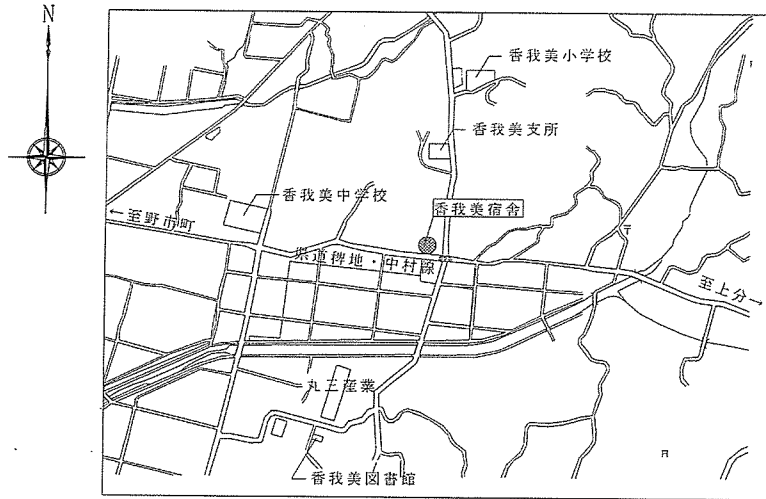 N
香我美小学校
香我美支所
香我美中学校
香我美宿舎
←至野市町
県道稗地・中村線
至上分→
丸三産業
香我美図書館